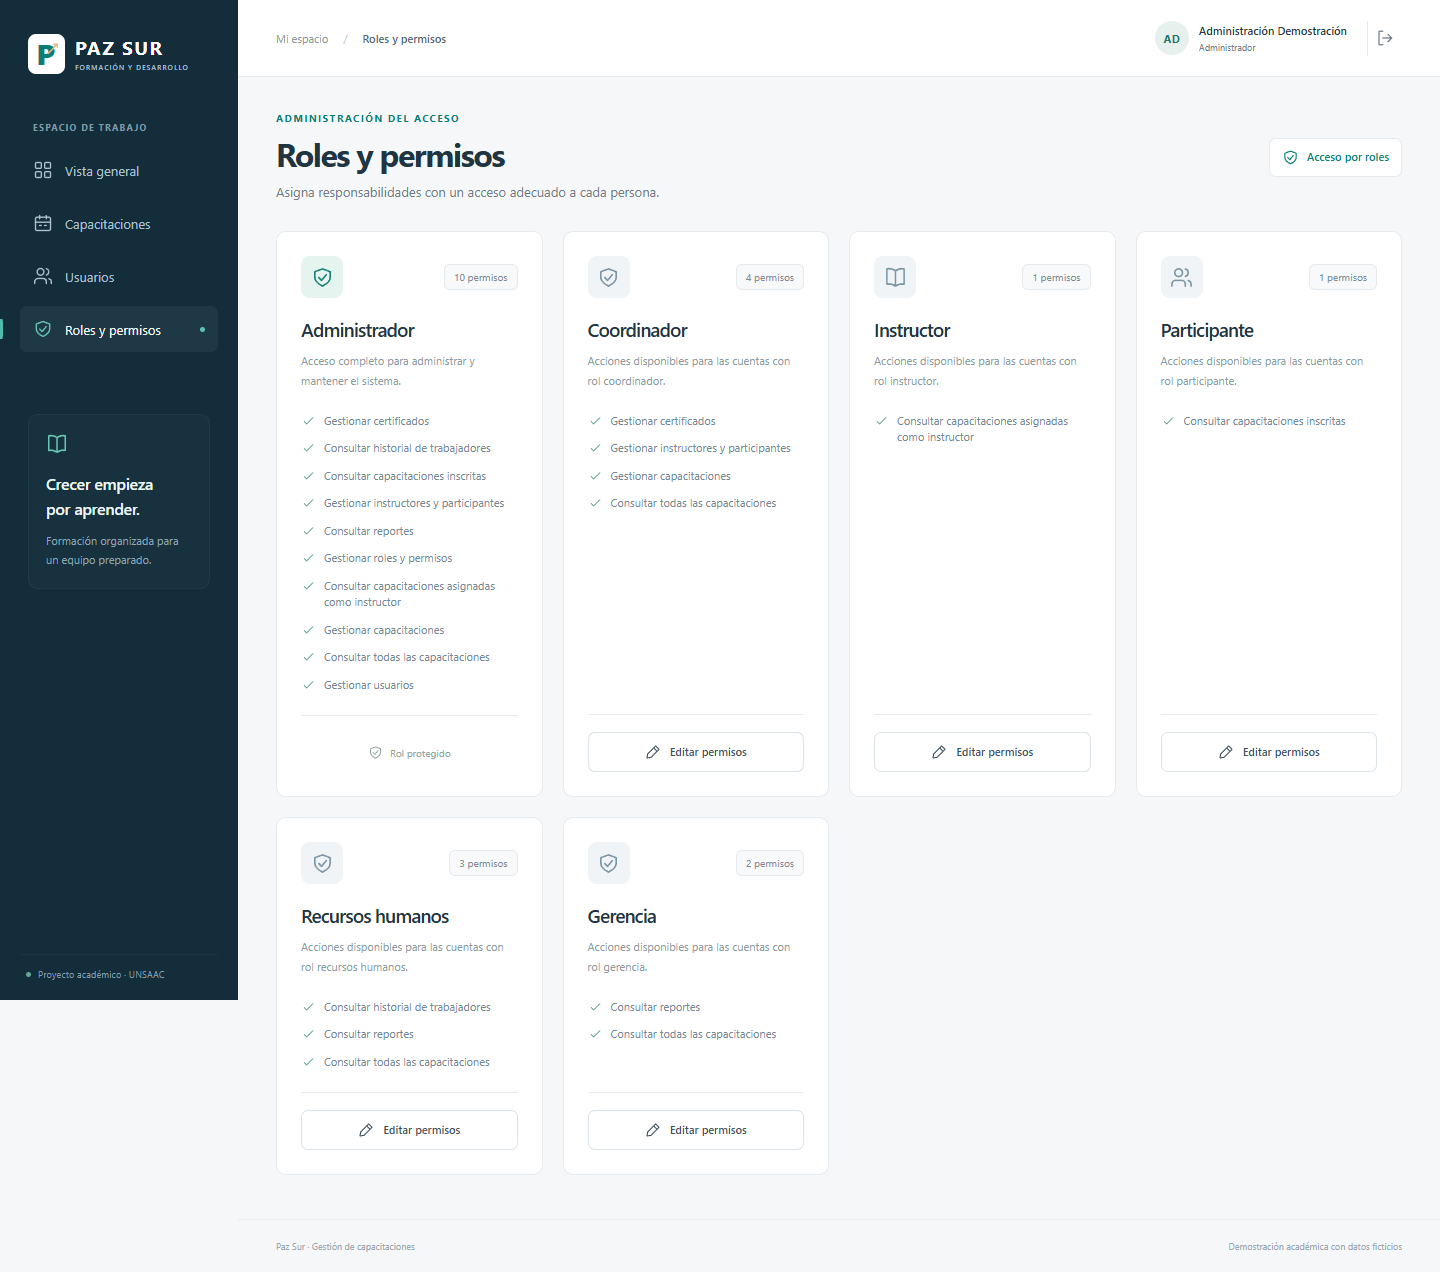 PAZ SUR
FORMACIÓN Y DESARROLLO
ESPACIO DE TRABAJO
Vista general
Capacitaciones
Usuarios
Roles y permisos
Crecer empieza
por aprender.
Formación organizada para
un equipo preparado.
Proyecto académico · UNSAAC
Mi espacio / Roles y permisos
AD
Administración Demostración
Administrador
ADMINISTRACIÓN DEL ACCESO
Roles y permisos
Asigna responsabilidades con un acceso adecuado a cada persona.
Acceso por roles
10 permisos
Administrador
Acceso completo para administrar y
mantener el sistema.
Gestionar certificados
Consultar historial de trabajadores
Consultar capacitaciones inscritas
Gestionar instructores y participantes
Consultar reportes
Gestionar roles y permisos
Consultar capacitaciones asignadas
como instructor
Gestionar capacitaciones
Consultar todas las capacitaciones
Gestionar usuarios
Rol protegido
4 permisos
Coordinador
Acciones disponibles para las cuentas con
rol coordinador.
Gestionar certificados
Gestionar instructores y participantes
Gestionar capacitaciones
Consultar todas las capacitaciones
Editar permisos
1 permisos
Instructor
Acciones disponibles para las cuentas con
rol instructor.
Consultar capacitaciones asignadas
como instructor
Editar permisos
1 permisos
Participante
Acciones disponibles para las cuentas con
rol participante.
Consultar capacitaciones inscritas
Editar permisos
3 permisos
Recursos humanos
Acciones disponibles para las cuentas con
rol recursos humanos.
Consultar historial de trabajadores
Consultar reportes
Consultar todas las capacitaciones
Editar permisos
2 permisos
Gerencia
Acciones disponibles para las cuentas con
rol gerencia.
Consultar reportes
Consultar todas las capacitaciones
Editar permisos
Paz Sur · Gestión de capacitaciones
Demostración académica con datos ficticios